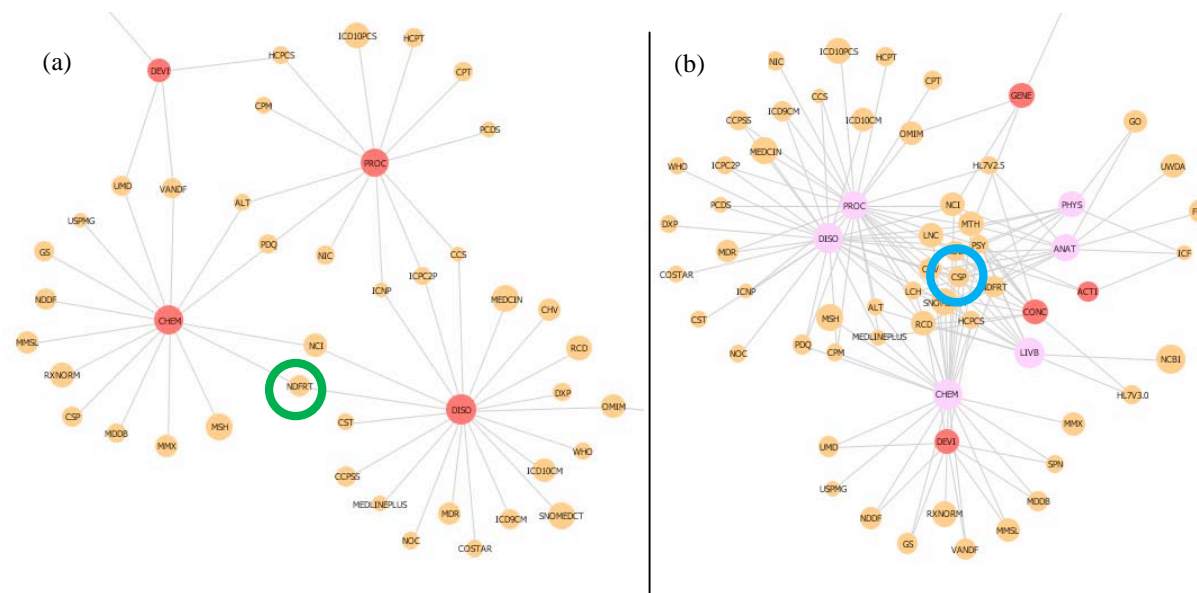 (a)
DEVI
HCPCS
ICD10PCS
HCPT
CPT
CPM
PCDS
PROC
UMD
VANDF
ALT
USPMG
GS
PDQ
NIC
CCS
ICPC2P
ICNP
NDDF
MEDCIN
CHV
CHEM
MMSL
NCI
RCD
RXNORM
NDFRT
DXP
CSP
MDDB
MMX
MSH
CST
DISO
OMIM
CCPSS
WHO
ICD10CM
MEDLINEPLUS
MDR
ICD9CM
SNOMEDCT
NOC
COSTAR
(b)
NIC
ICD10PCS
HCPT
CPT
CCS
GENE
ICD9CM
CCPSS
ICD10CM
OMIM
GO
MEDCIN
WHO
ICPC2P
HL7V2.5
UWDA
PCDS
PROC
NCI
PHYS
DXP
MTH
F
DISO
LNC
PSY
ANAT
MDR
ICF
COSTAR
CSP
NDFRT
ICNP
LCH
ACTI
CST
MSH
ALT
CONC
RCD
HCPCS
MEDLINEPLUS
NOC
PDQ
CPM
LIVB
NCBI
CHEM
HL7V3.0
MMX
UMD
DEVI
SPN
USPMG
MDDB
NDDF
RXNORM
MMSL
GS
VANDF